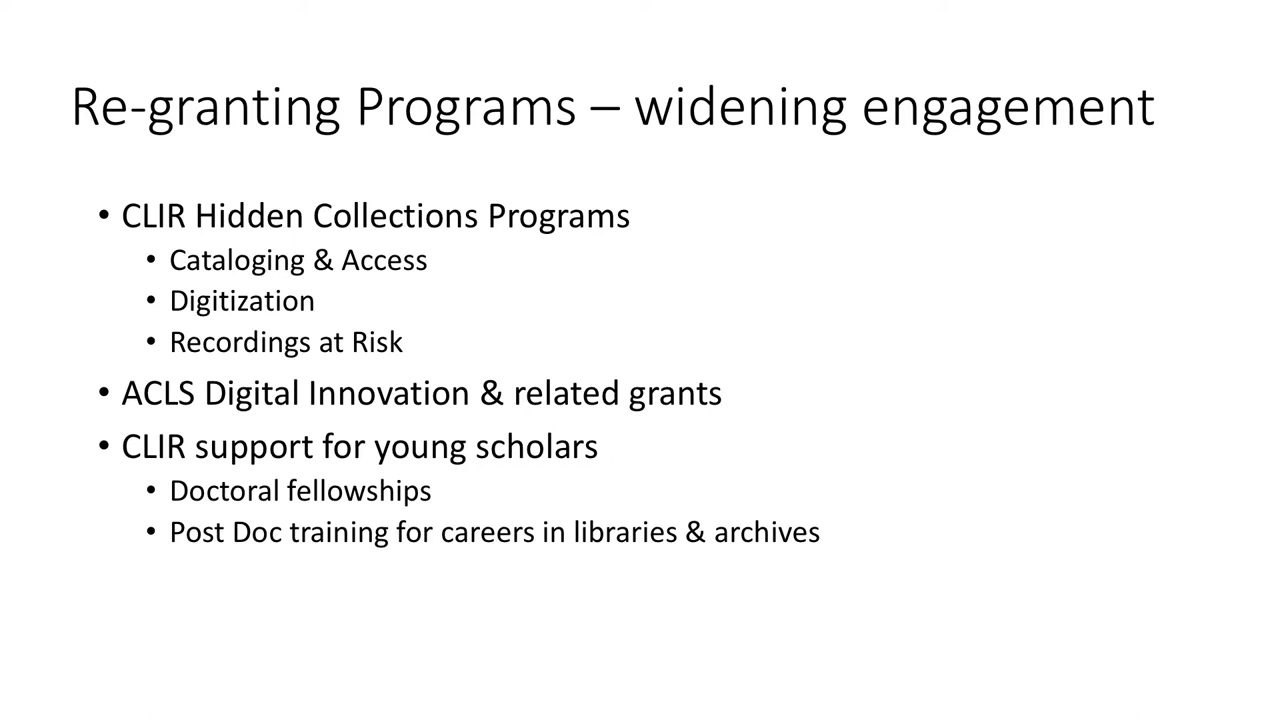 Re-granting Programs – widening engagement
• CLIR Hidden Collections Programs
• Cataloging & Access
• Digitization
• Recordings at Risk
• ACLS Digital Innovation & related grants
• CLIR support for young scholars
• Doctoral fellowships
• Post Doc training for careers in libraries & archives